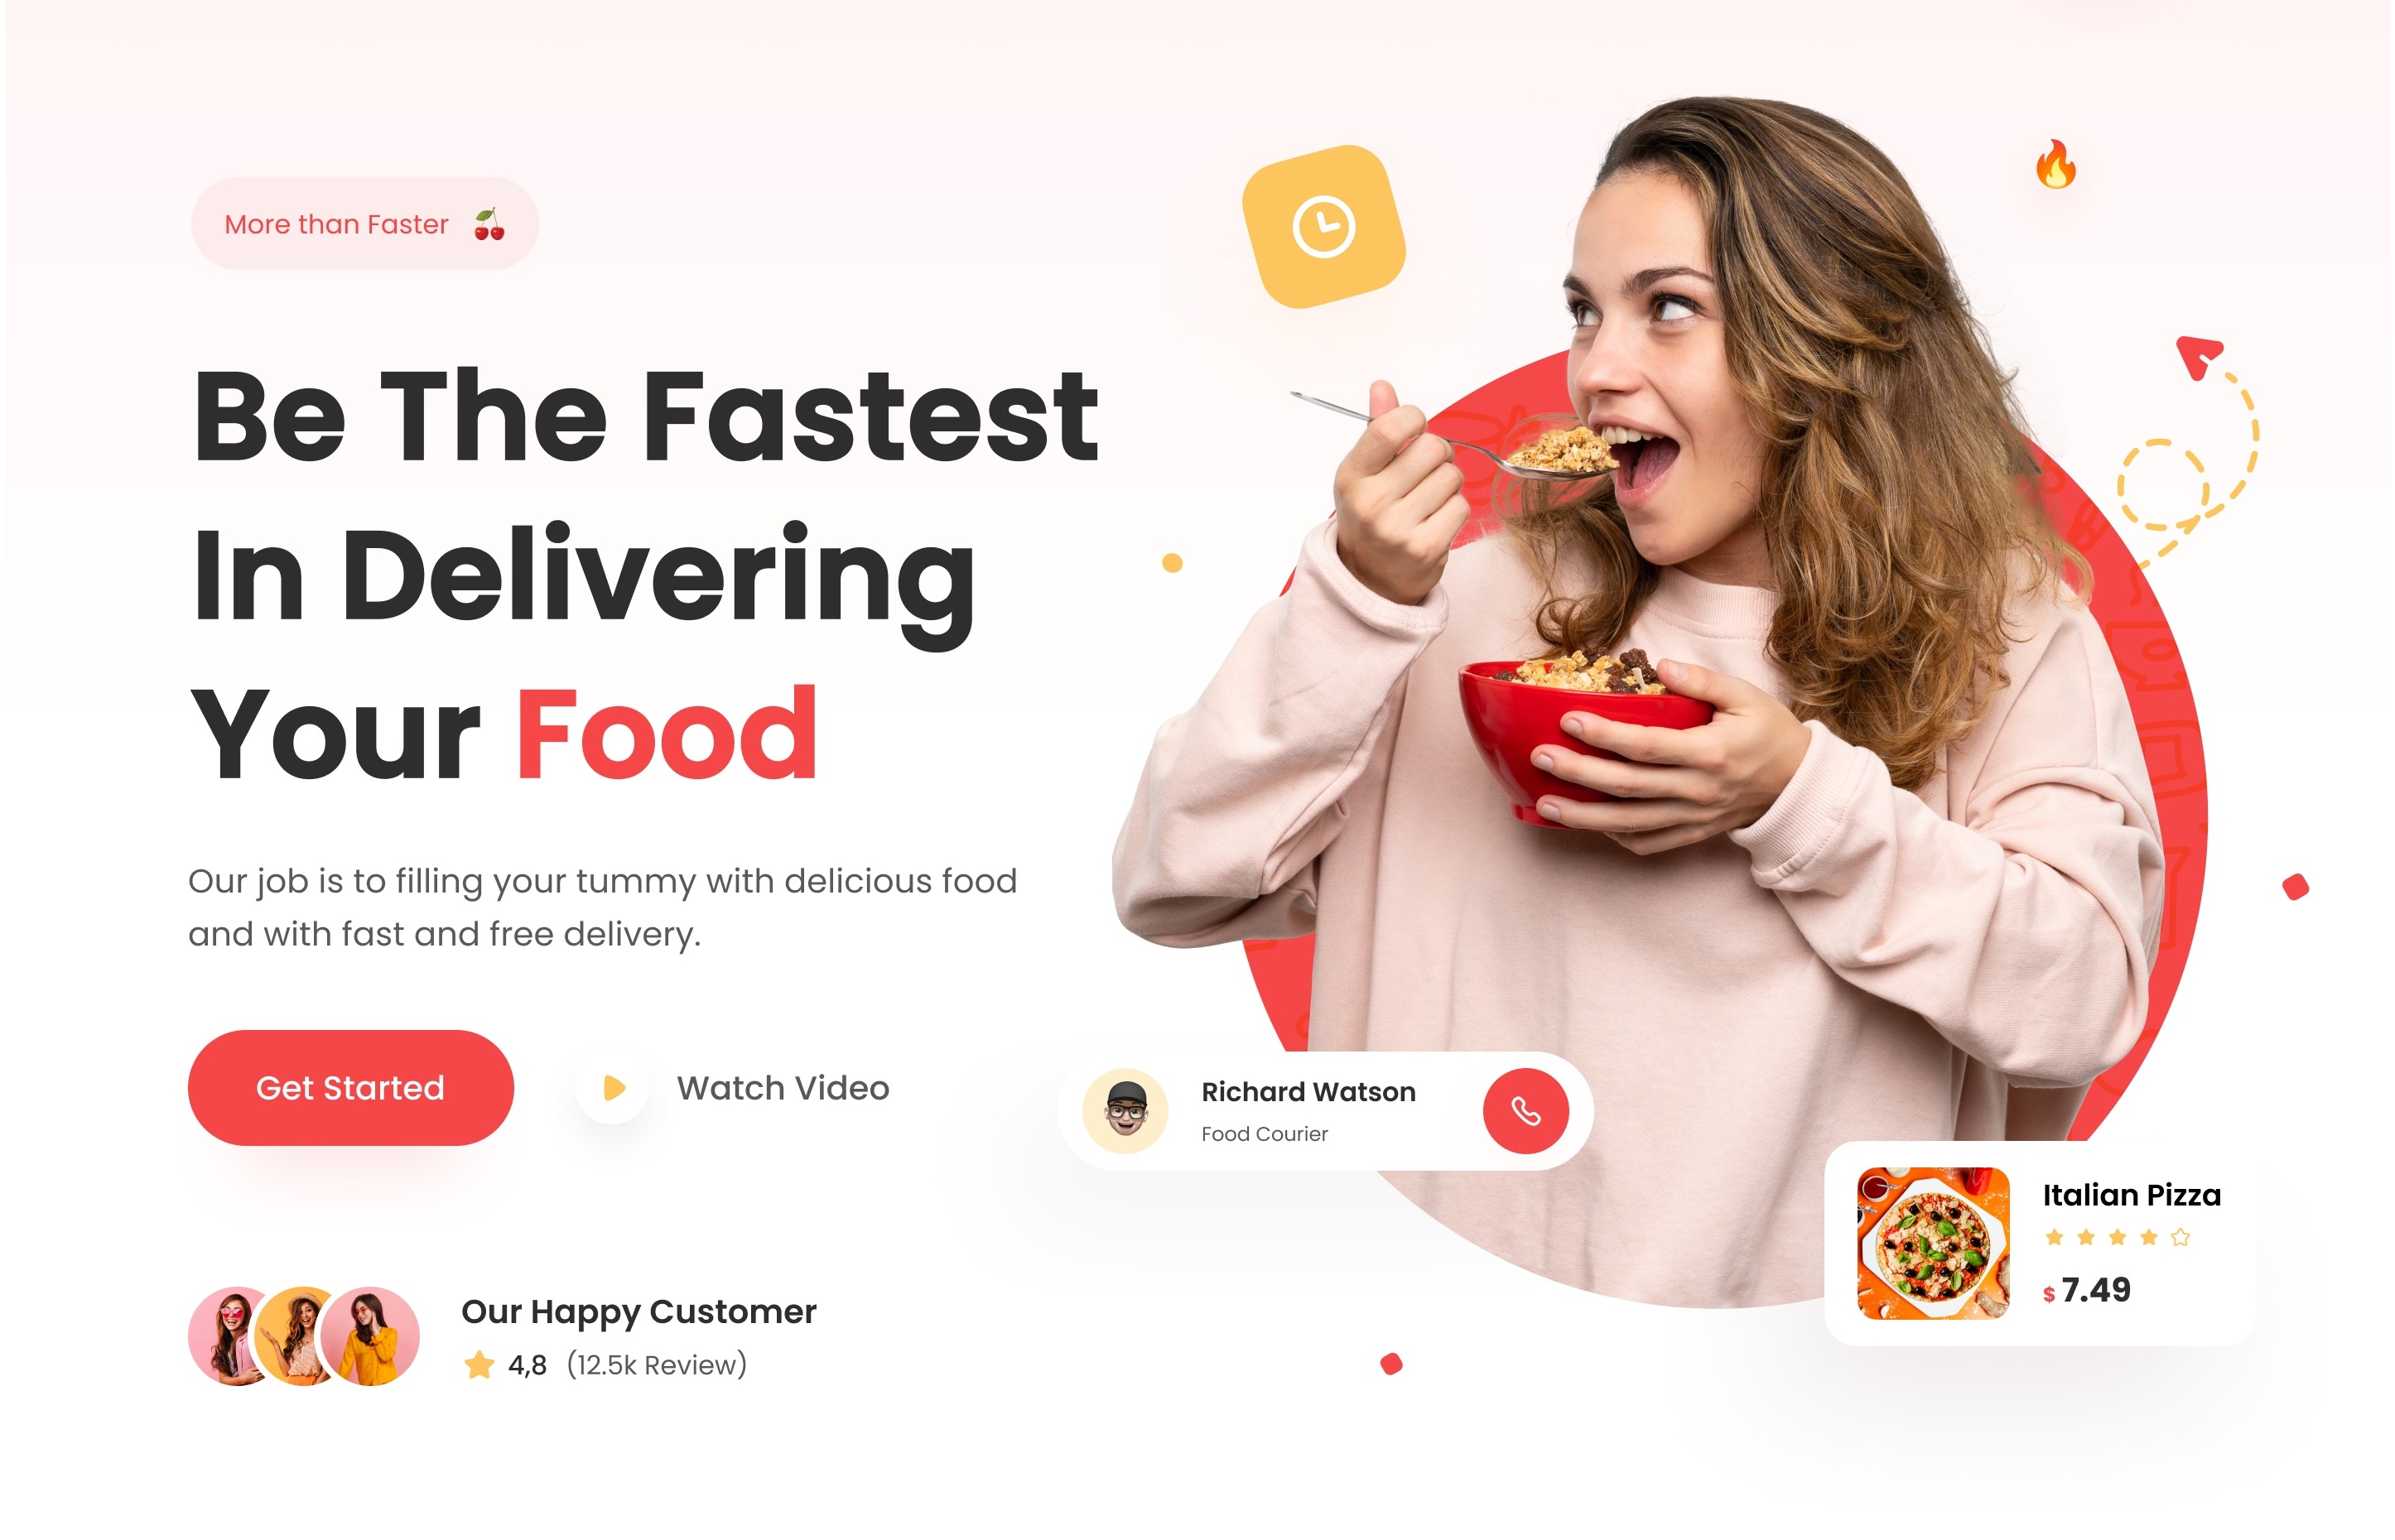 More than Faster
Be The Fastest
In Delivering
Your Food
Our job is to filling your tummy with delicious food
and with fast and free delivery.
Get Started
Watch Video
Richard Watson
Food Courier
Italian Pizza
$ 7.49
Our Happy Customer
4,8 (12.5k Review)